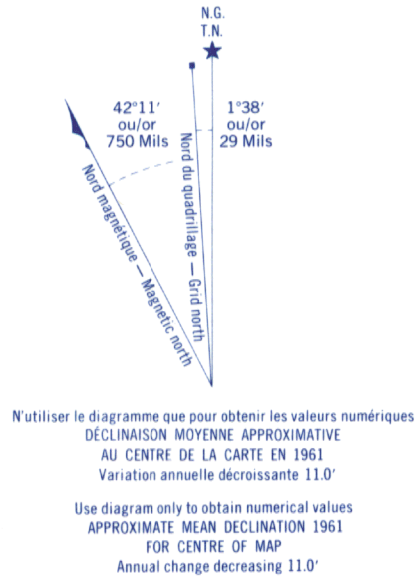 N.G.
T.N.
42°11′
ou/or
750 Mils
1°38′
ou/or
29 Mils
Nord magnétique — Magnetic north
Nord du quadrillage — Grid north
N'utiliser le diagramme que pour obtenir les valeurs numériques
DÉCLINAISON MOYENNE APPROXIMATIVE
AU CENTRE DE LA CARTE EN 1961
Variation annuelle décroissante 11.0′
Use diagram only to obtain numerical values
APPROXIMATE MEAN DECLINATION 1961
FOR CENTRE OF MAP
Annual change decreasing 11.0′